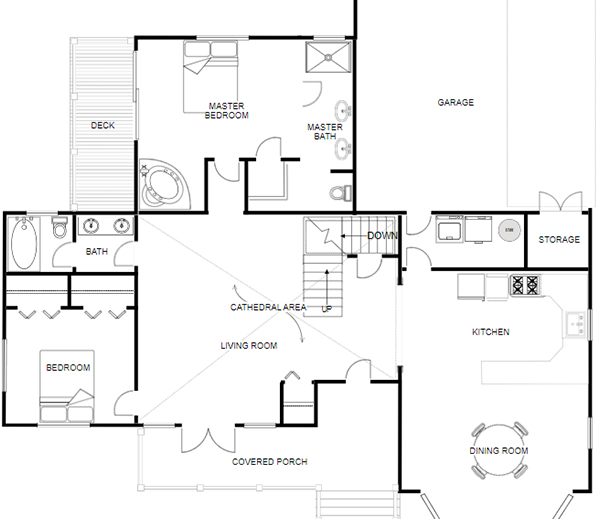 GARAGE
MASTER
BEDROOM
DECK
MASTER
BATH
DOWN
STORAGE
BATH
CATHEDRAL AREA
UP
KITCHEN
LIVING ROOM
BEDROOM
DINING ROOM
COVERED PORCH